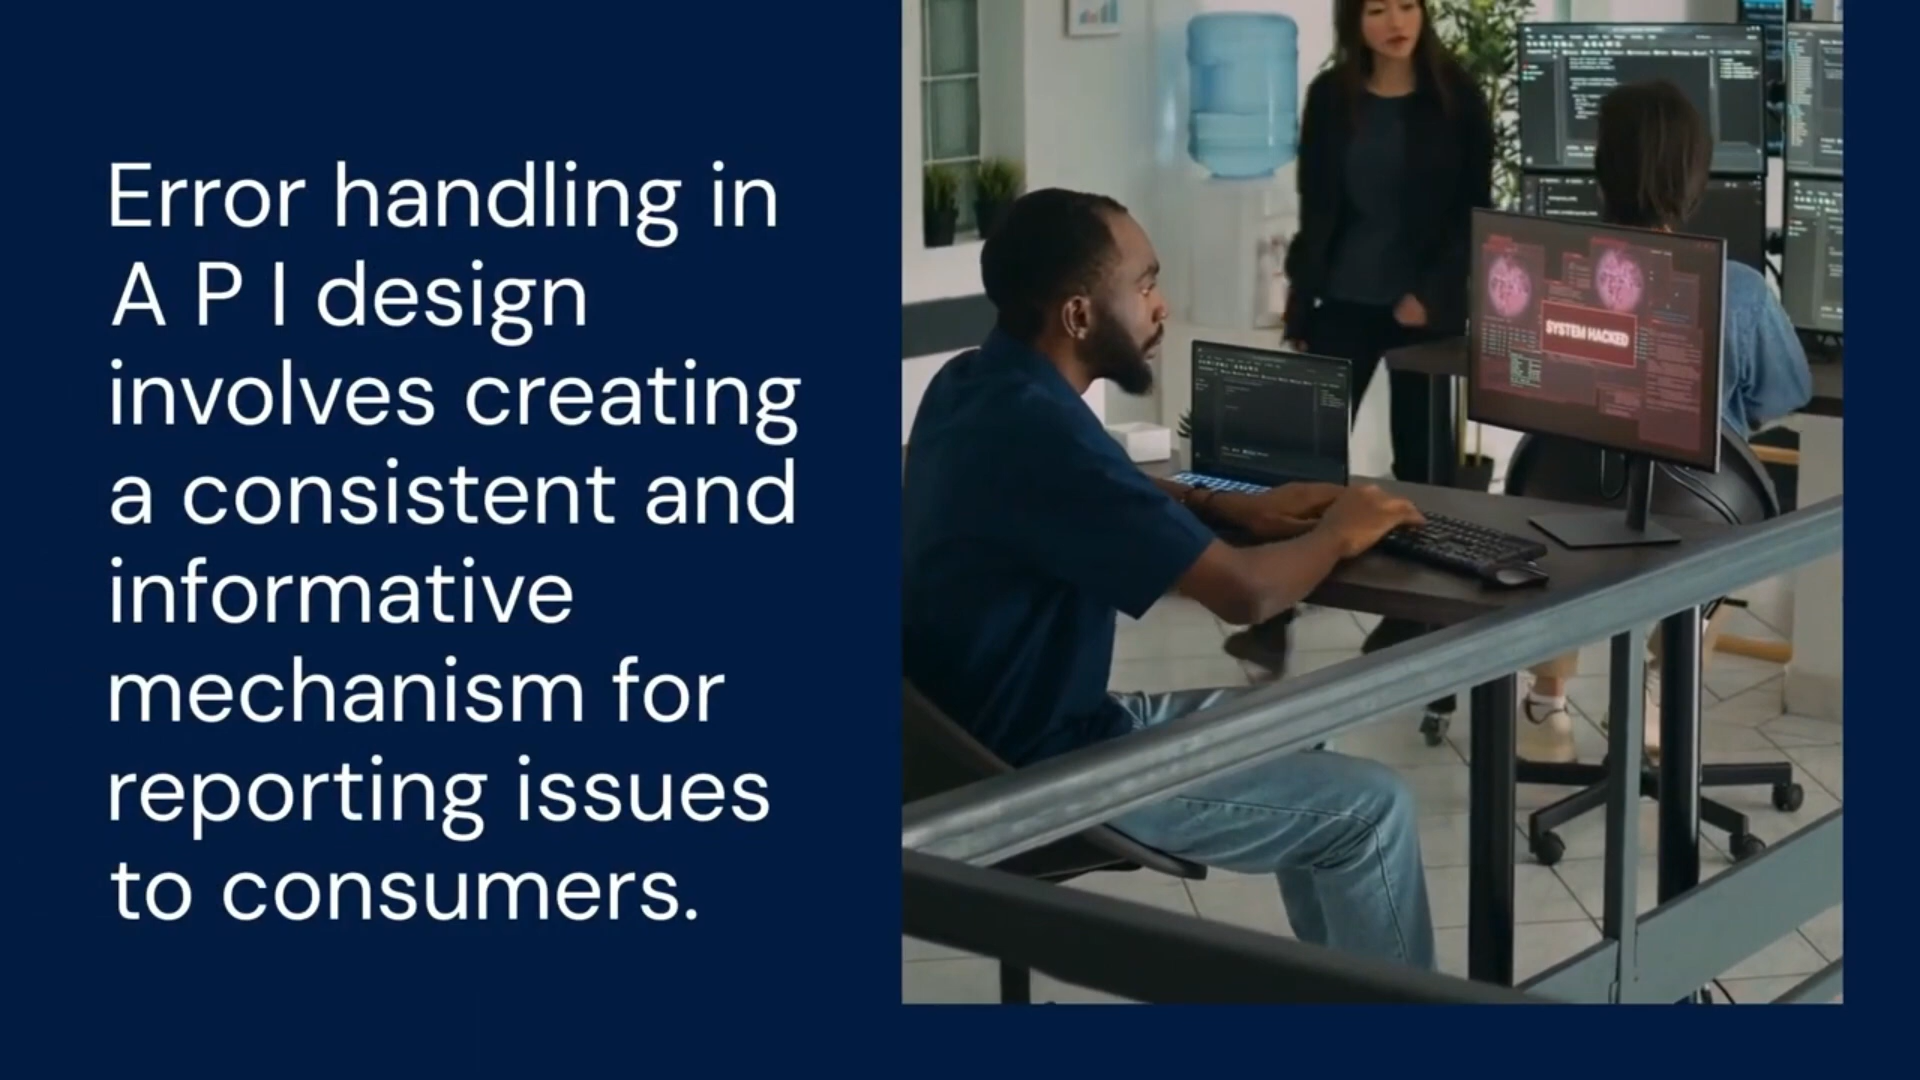 Error handling in
A P I design
involves creating
a consistent and
informative
mechanism for
reporting issues
to consumers.
SYSTEM HACKED